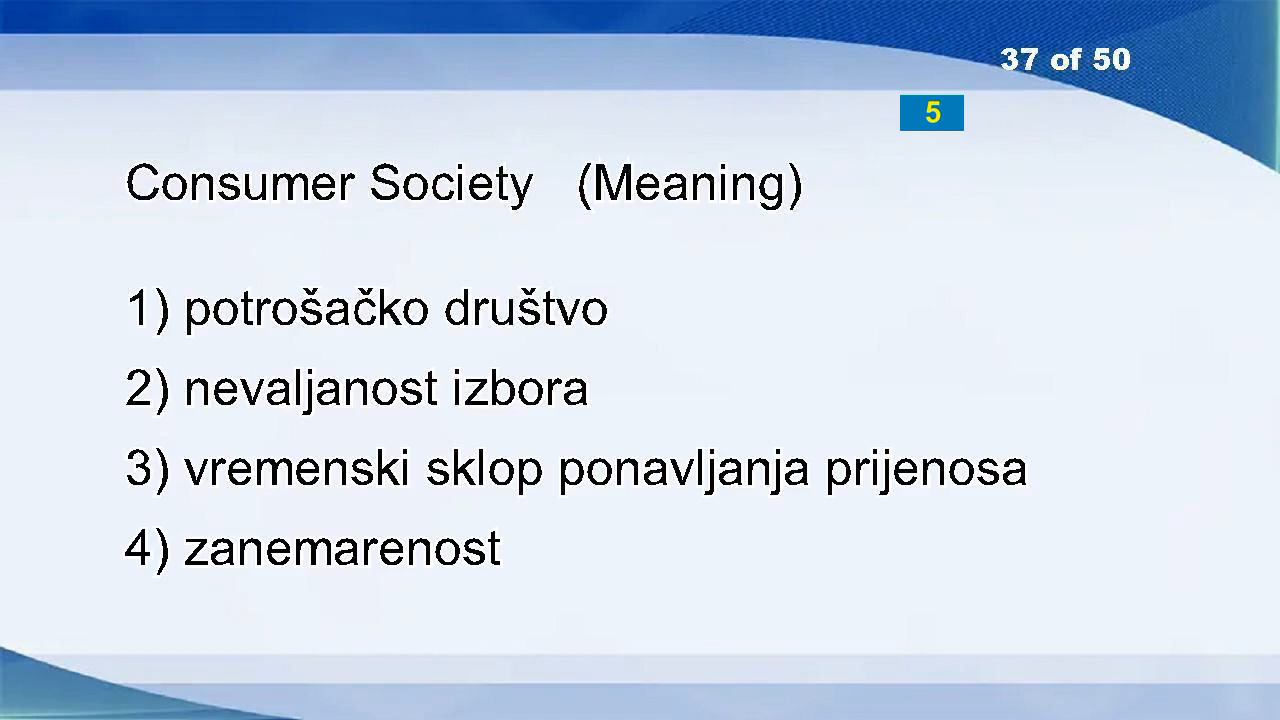 37 of 50
5
Consumer Society (Meaning)
1) potrošačko društvo
2) nevaljanost izbora
3) vremenski sklop ponavljanja prijenosa
4) zanemarenost